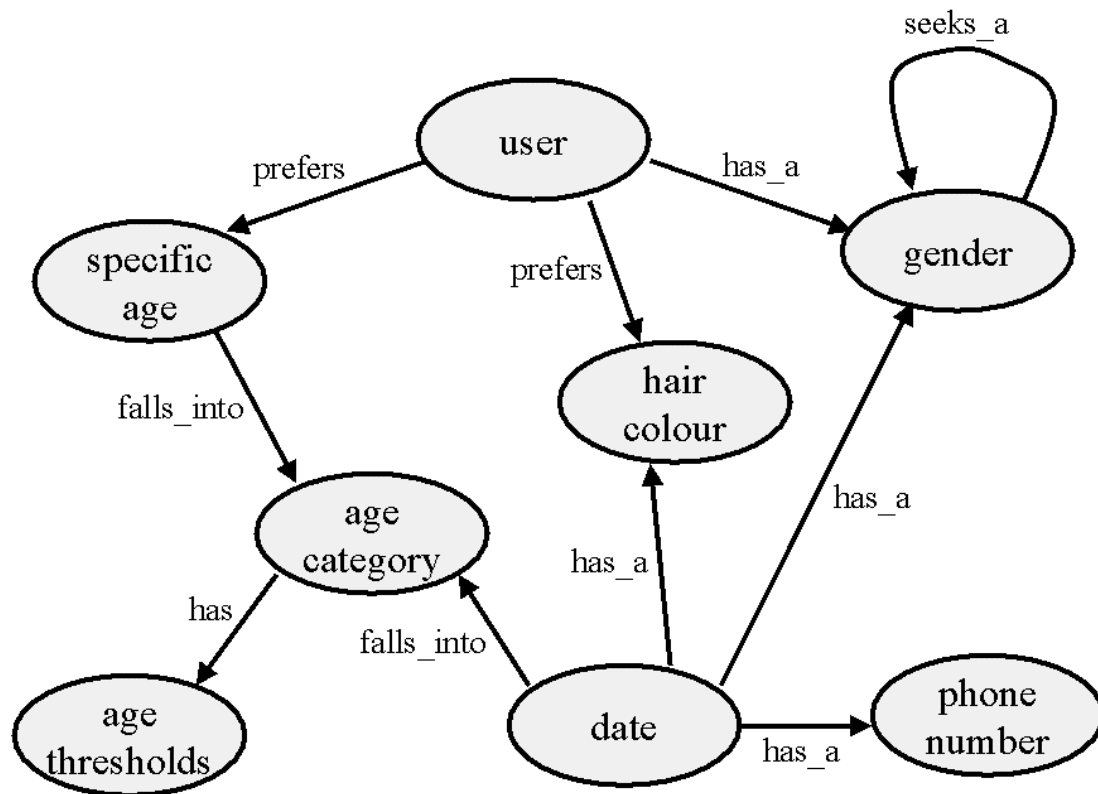 seeks_a
user
prefers
has_a
specific
age
prefers
gender
hair
colour
falls_into
has_a
age
category
has_a
has
falls_into
age
thresholds
date
has_a
phone
number